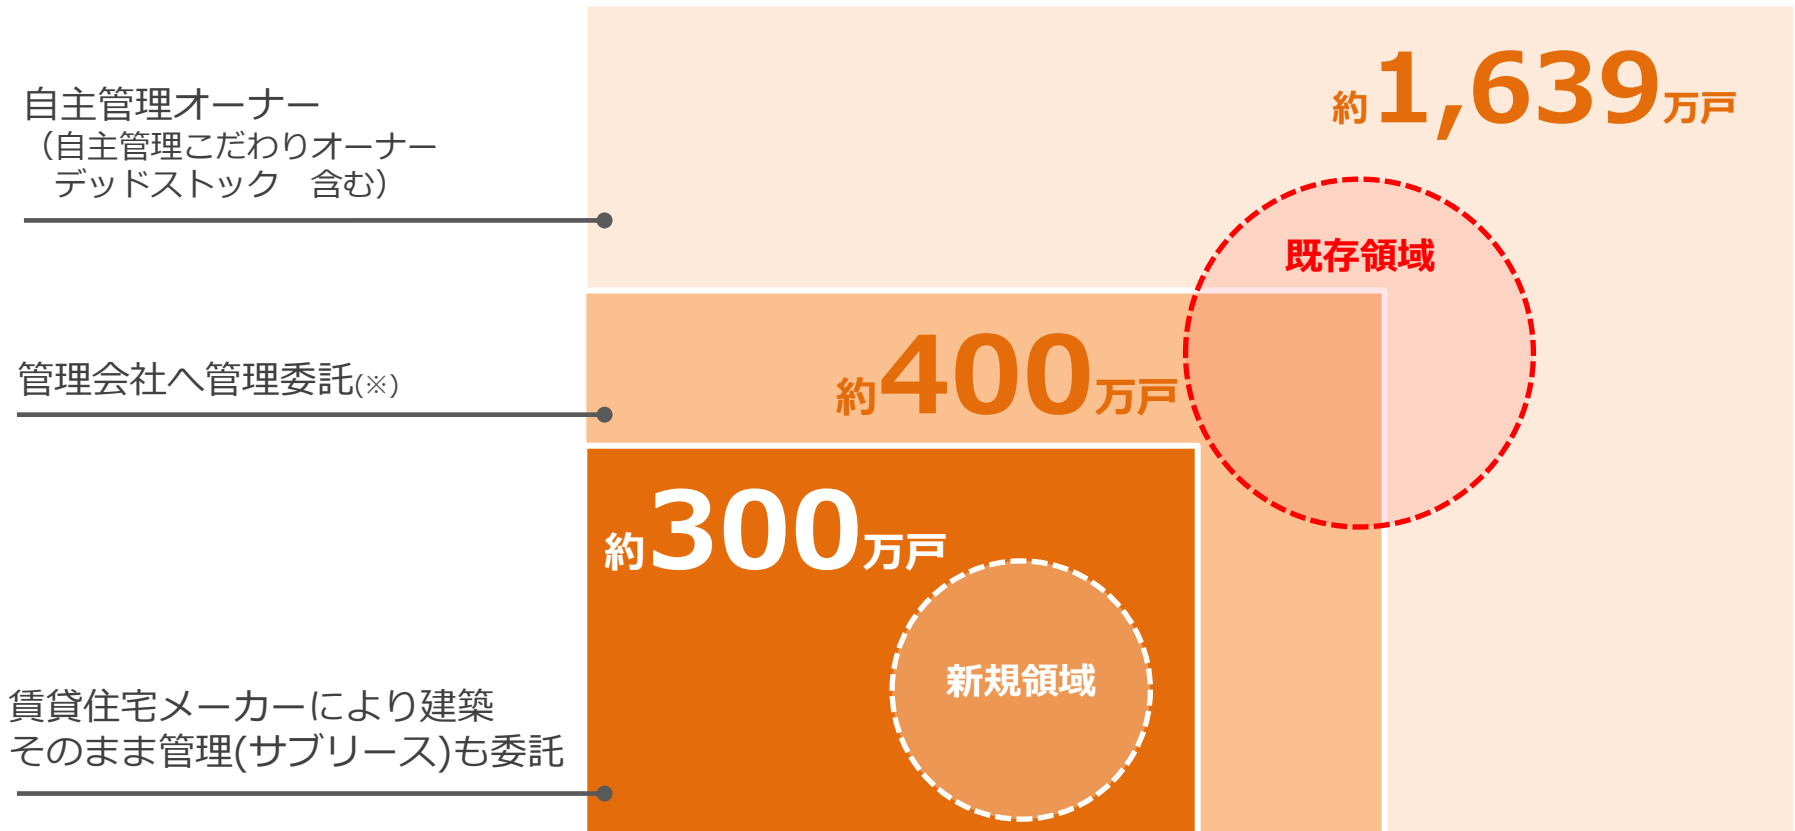 自主管理オーナー
（自主管理こだわりオーナー
デッドストック　含む）
約1,639万戸
既存領域
管理会社へ管理委託(※)
約400万戸
約300万戸
新規領域
賃貸住宅メーカーにより建築
そのまま管理(サブリース)も委託